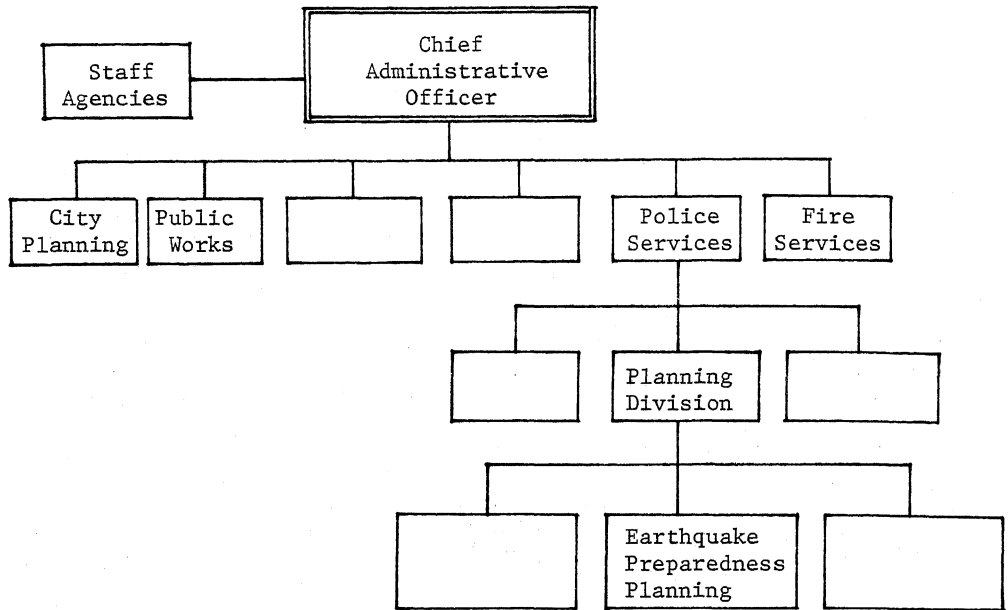 Chief
Administrative
Officer
Staff
Agencies
City
Planning
Public
Works
Police
Services
Fire
Services
Planning
Division
Earthquake
Preparedness
Planning